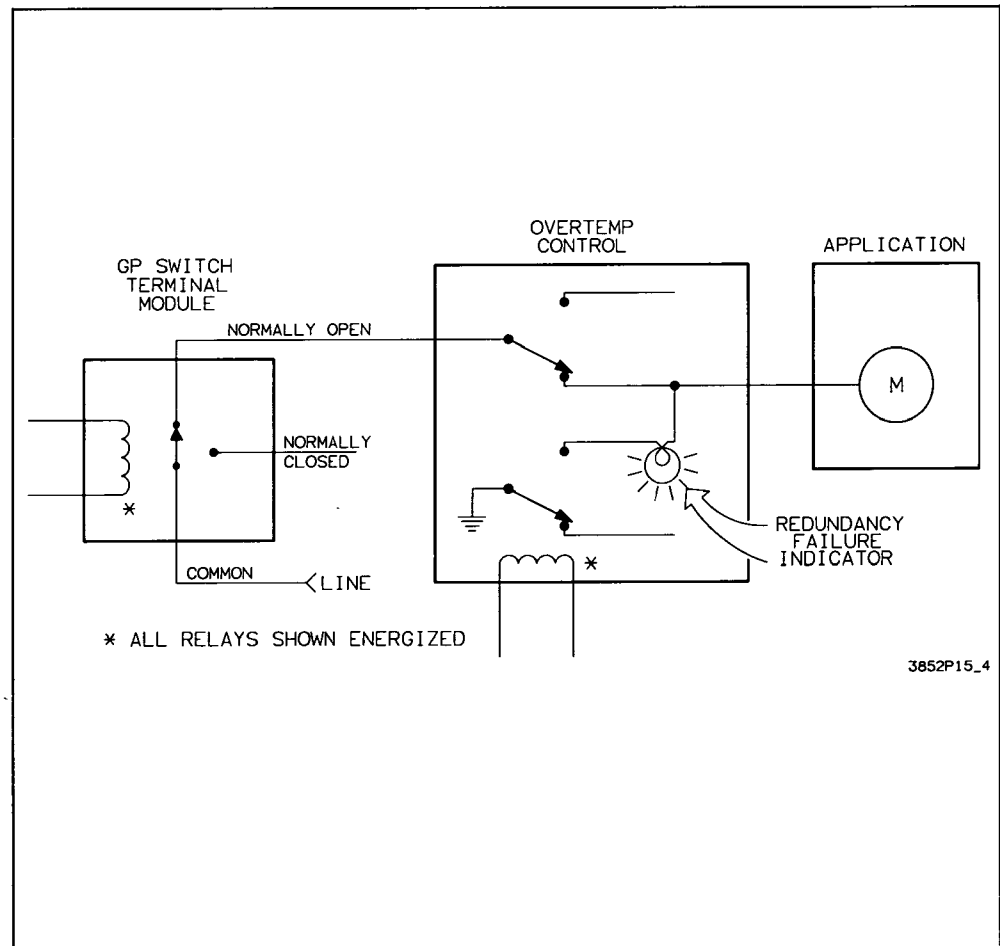 OVERTEMP
CONTROL
APPLICATION
GP SWITCH
TERMINAL
MODULE
NORMALLY OPEN
M
NORMALLY
CLOSED
*
REDUNDANCY
FAILURE
INDICATOR
*
COMMON
LINE
* ALL RELAYS SHOWN ENERGIZED
3852P15_4